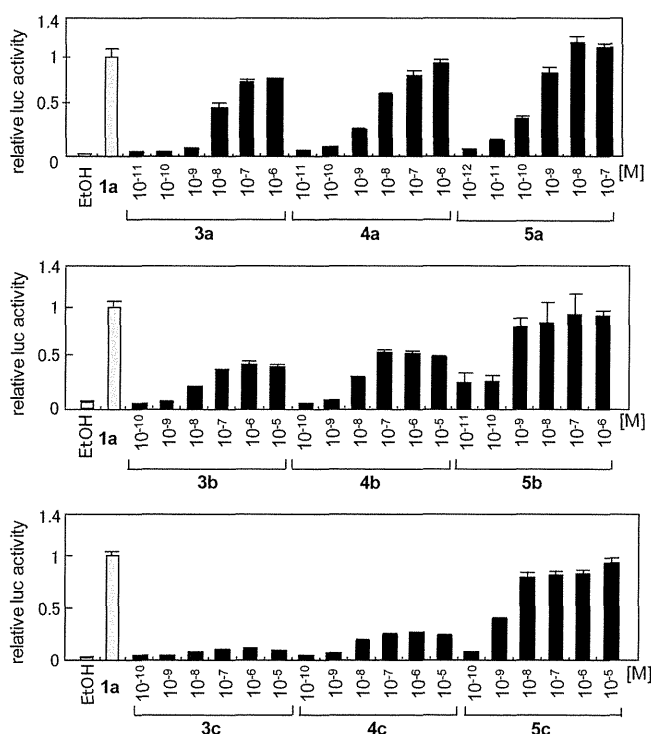 relative luc activity
1.4
1
0.5
0
EtOH 1a 10-11 10-10 10-9 10-8 10-7 10-6 10-11 10-10 10-9 10-8 10-7 10-6 10-12 10-11 10-10 10-9 10-8 10-7 [M]
3a 4a 5a
relative luc activity
1.4
1
0.5
0
EtOH 1a 10-10 10-9 10-8 10-7 10-6 10-5 10-10 10-9 10-8 10-7 10-6 10-5 10-11 10-10 10-9 10-8 10-7 10-6 [M]
3b 4b 5b
relative luc activity
1.4
1
0.5
0
EtOH 1a 10-10 10-9 10-8 10-7 10-6 10-5 10-10 10-9 10-8 10-7 10-6 10-5 10-10 10-9 10-8 10-7 10-6 10-5 [M]
3c 4c 5c